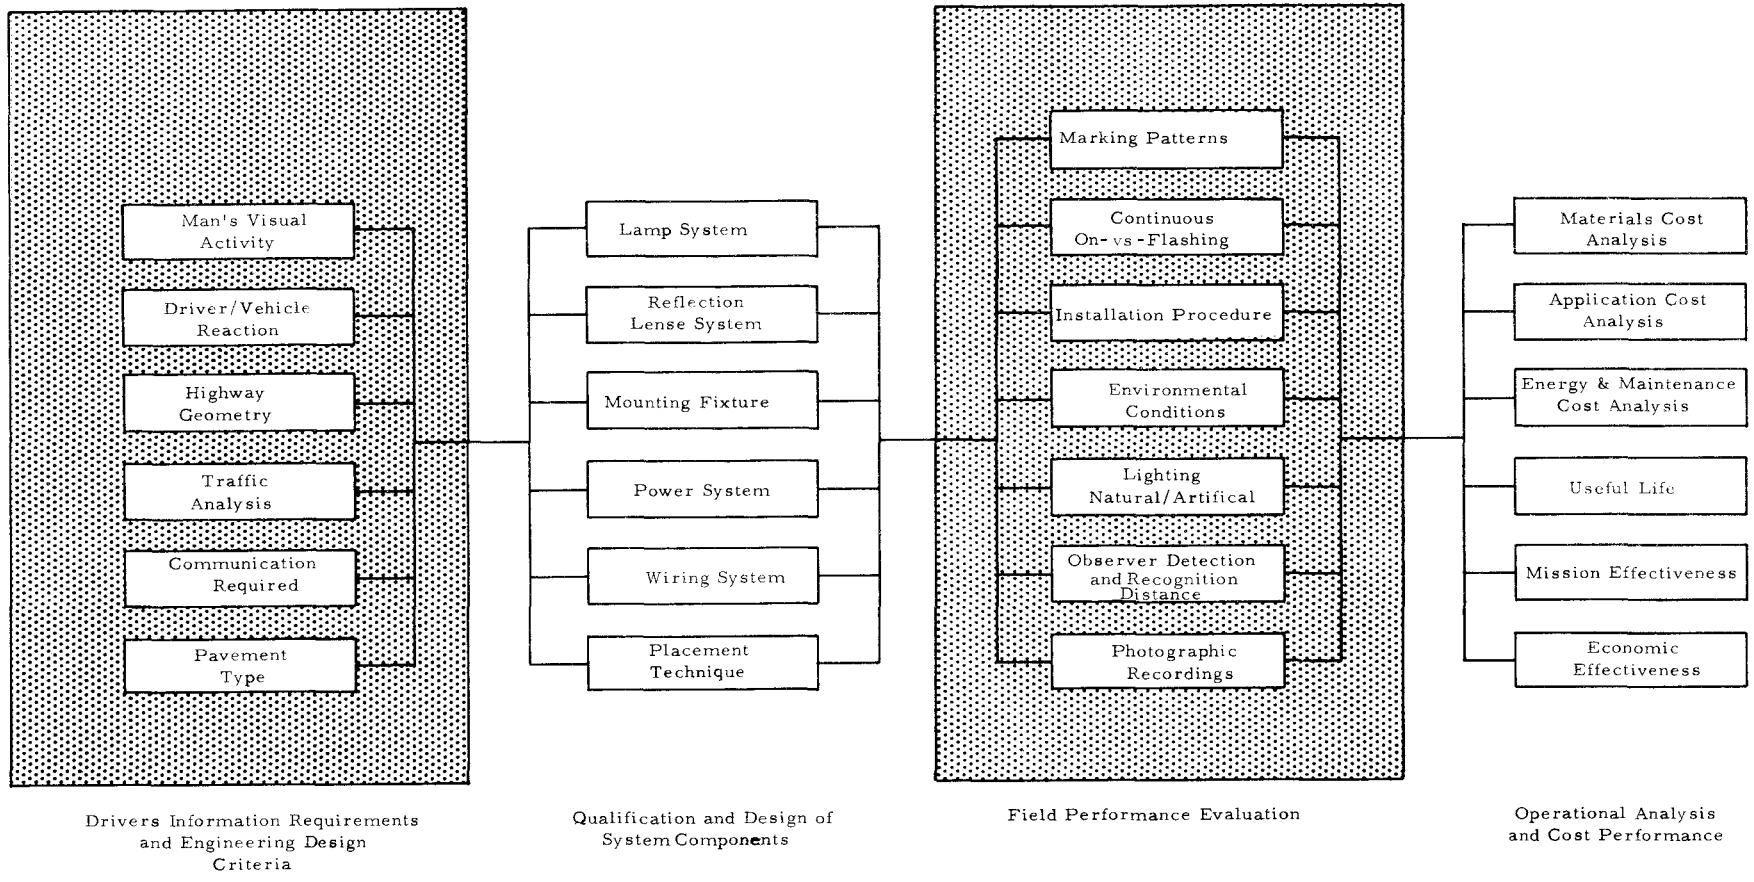 Man's Visual
Activity
Driver/Vehicle
Reaction
Highway
Geometry
Traffic
Analysis
Communication
Required
Pavement
Type
Drivers Information Requirements
and Engineering Design
Criteria
Lamp System
Reflection
Lense System
Mounting Fixture
Power System
Wiring System
Placement
Technique
Qualification and Design of
System Components
Marking Patterns
Continuous
On-vs-Flashing
Installation Procedure
Environmental
Conditions
Lighting
Natural/Artifical
Observer Detection
and Recognition
Distance
Photographic
Recordings
Field Performance Evaluation
Materials Cost
Analysis
Application Cost
Analysis
Energy & Maintenance
Cost Analysis
Useful Life
Mission Effectiveness
Economic
Effectiveness
Operational Analysis
and Cost Performance